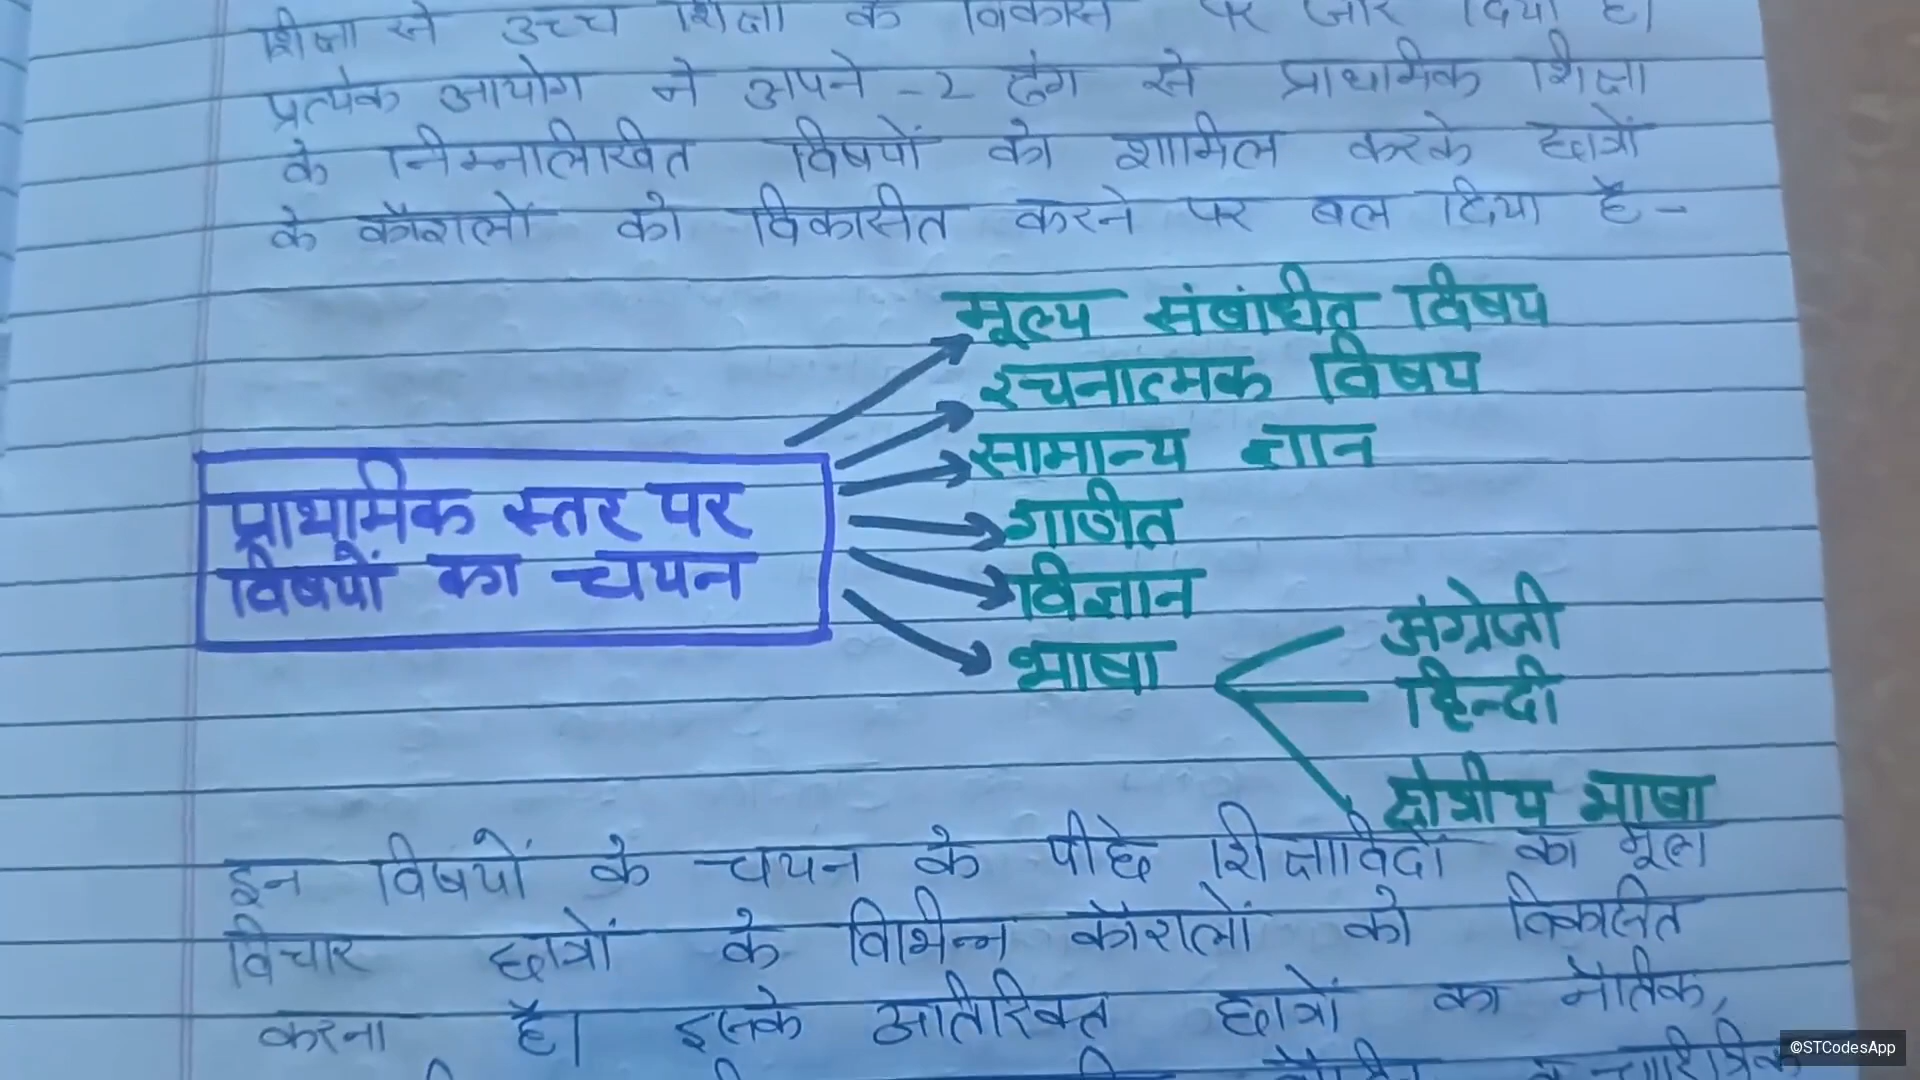 शिक्षा से उच्च शिक्षा के विकास पर जोर दिया है।
प्रत्येक आयोग ने अपने -2 ढंग से प्राथमिक शिक्षा
के निम्नलिखित विषयों को शामिल करके छात्रों
के कौशलों को विकसित करने पर बल दिया है -
मूल्य संबंधित विषय
रचनात्मक विषय
सामान्य ज्ञान
प्राथमिक स्तर पर
विषयों का चयन
गणित
विज्ञान
भाषा
अंग्रेजी
हिन्दी
क्षेत्रीय भाषा
इन विषयों के चयन के पीछे शिक्षाविदों का मूल
विचार छात्रों के विभिन्न कौशलों को विकसित
करना है। इसके अतिरिक्त छात्रों का नैतिक,
©STCodesApp